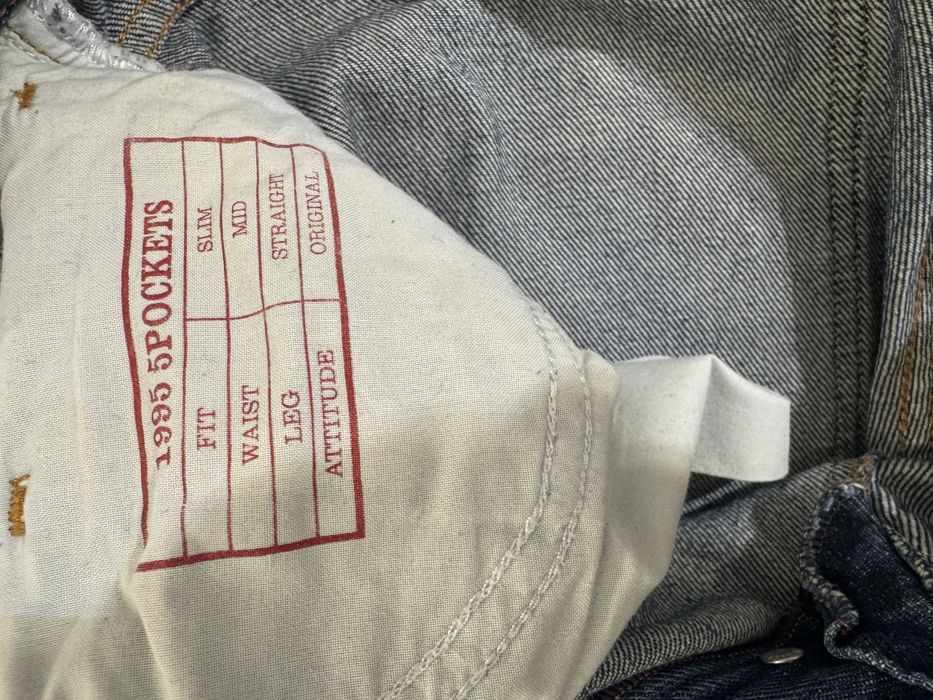 1995 5POCKETS
FIT SLIM
WAIST MID
LEG STRAIGHT
ATTITUDE ORIGINAL